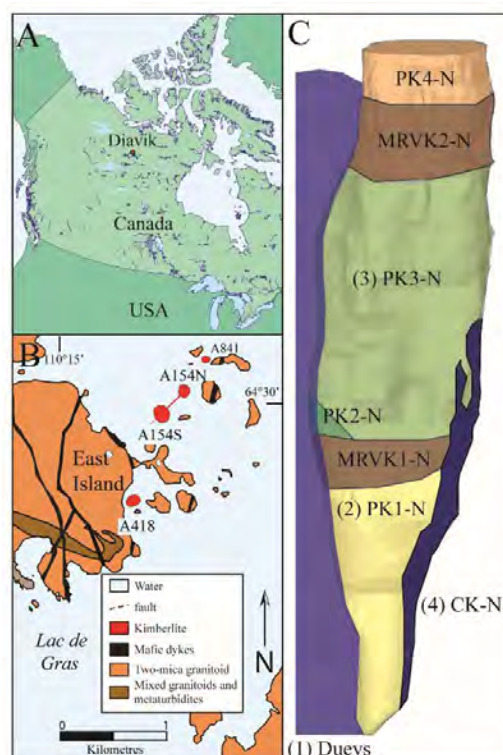 A
Diavik
Canada
USA
B
110°15'
A841
A154N
64°30'
A154S
East
Island
A418
Water
fault
Kimberlite
Mafic dykes
Two-mica granitoid
Mixed granitoids and
metaturbidites
Lac de
Gras
N
0
1
Kilometres
C
PK4-N
MRVK2-N
(3) PK3-N
PK2-N
MRVK1-N
(2) PK1-N
(4) CK-N
(1) Dueys